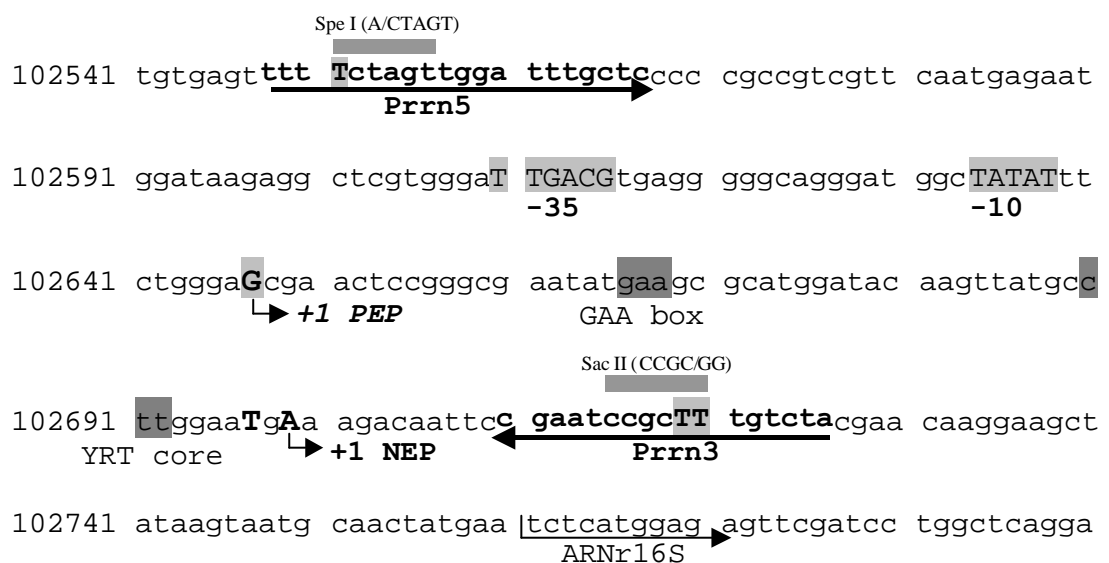 Spe I (A/CTAGT)
102541 tgtgagtttt Tctagttgga tttgctcccc cgccgtcgtt caatgagaat
Prrn5
102591 ggataagagg ctcgtgggaT TGACGtgagg gggcagggat ggcTATATtt
-35 -10
102641 ctgggaGcga actccgggcg aatatgaagc gcatggatac aagttatgcc
+1 PEP GAA box
Sac II (CCGC/GG)
102691 ttggaaTgAa agacaattcc gaatccgcTT tgtctacgaa caaggaagct
YRT core +1 NEP Prrn3
102741 ataagtaatg caactatgaa tctcatggag agttcgatcc tggctcagga
ARNr16S